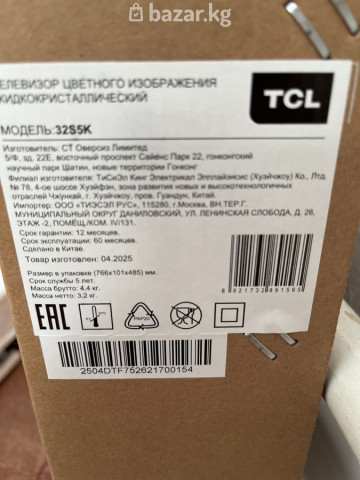 bazar.kg
ЕЛЕВИЗОР ЦВЕТНОГО ИЗОБРАЖЕНИЯ
ЖИДКОКРИСТАЛЛИЧЕСКИЙ
TCL
МОДЕЛЬ:32S5K
Изготовитель: СТ Оверсиз Лимитед
5/Ф, зд. 22Е, восточный проспект Сайенс Парк 22, гонконгский
научный парк Шатин, новые территории Гонконг
Филиал изготовителя: ТиСиЭл Кинг Электрикал Эпплайэнсис (Хуэйчжоу) Ко., Лтд.
№ 78, 4-ое шоссе Хуэйфэн, зона развития новых и высокотехнологичных
отраслей Чжункай, г. Хуэйчжоу, пров. Гуандун, Китай.
Импортер: ООО «ТИЭСЭЛ РУС», 115280, г.Москва, ВН.ТЕР.Г.
МУНИЦИПАЛЬНЫЙ ОКРУГ ДАНИЛОВСКИЙ, УЛ. ЛЕНИНСКАЯ СЛОБОДА, Д. 26,
ЭТАЖ -2, ПОМЕЩ./КОМ. IV/131.
Срок гарантии: 12 месяцев.
Срок эксплуатации: 60 месяцев.
Сделано в Китае.
Товар изготовлен: 04.2025
Размер в упаковке (766x101x485) мм.
Срок службы 5 лет.
Масса брутто: 4,4 кг.
Масса нетто: 3,2 кг.
6921732891565
EAC
PAP20
2504DTF752621700154